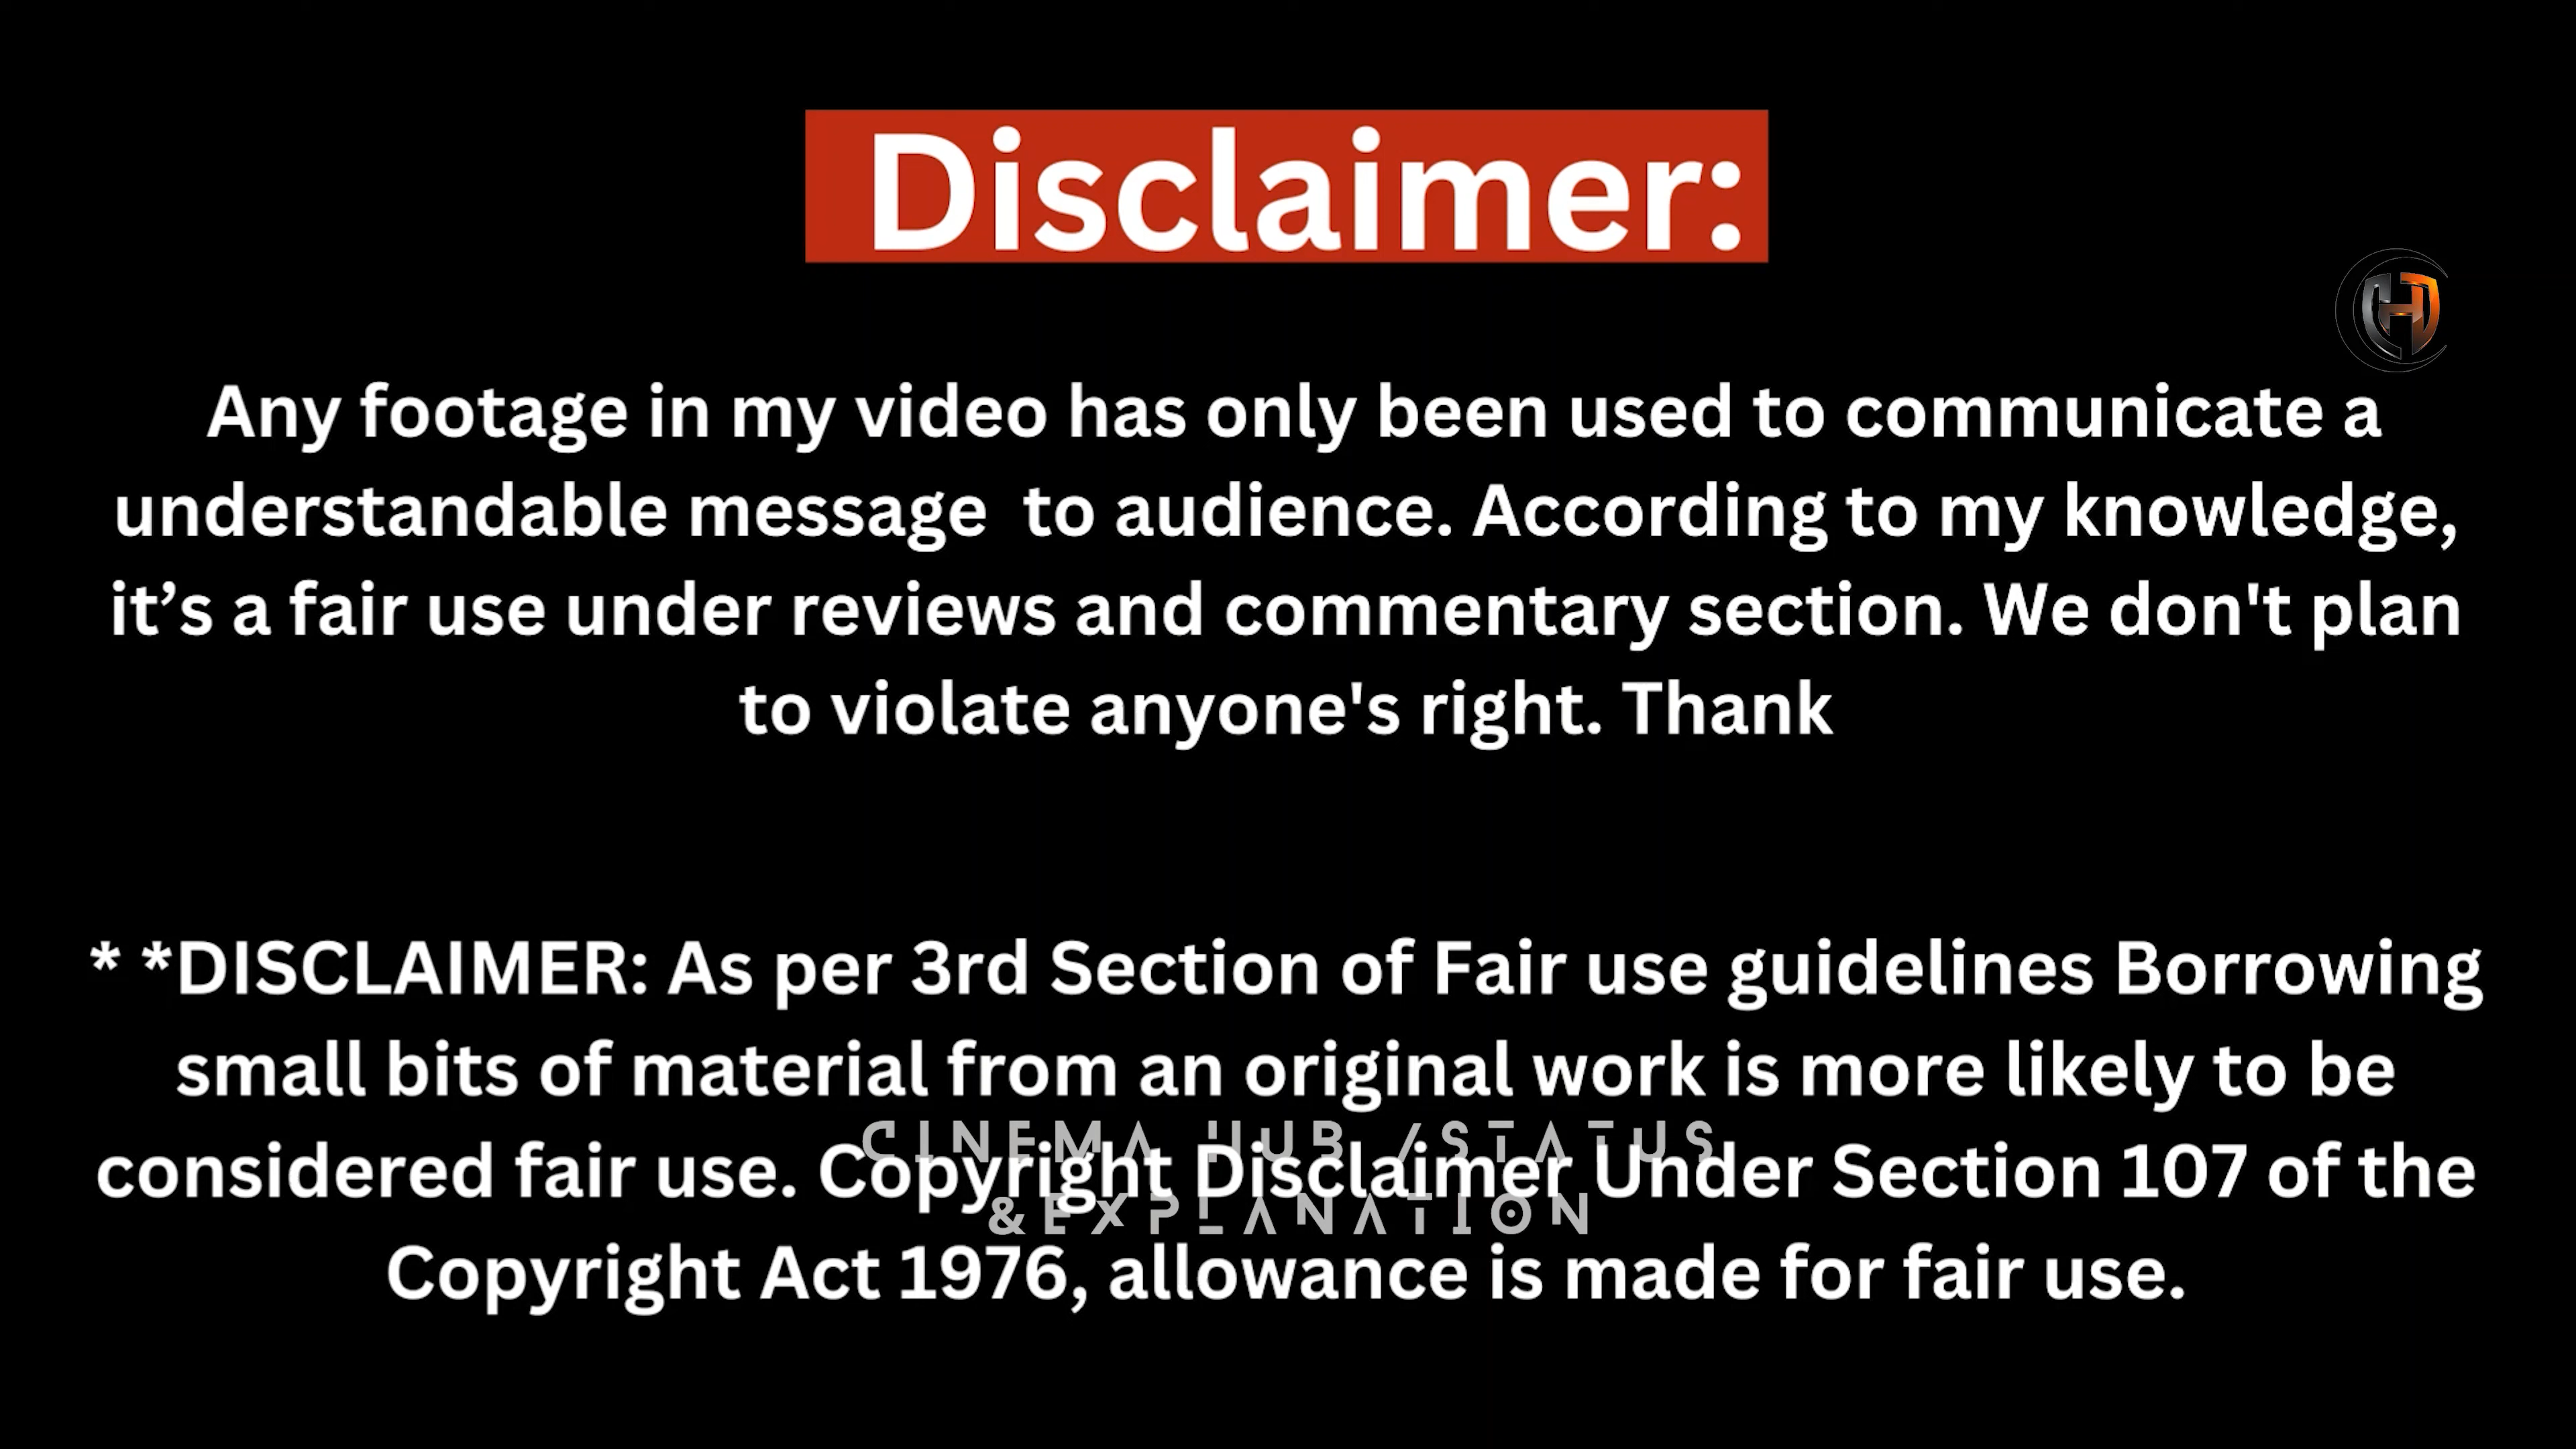 Disclaimer:
Any footage in my video has only been used to communicate a
understandable message  to audience. According to my knowledge,
it’s a fair use under reviews and commentary section. We don't plan
to violate anyone's right. Thank
* *DISCLAIMER: As per 3rd Section of Fair use guidelines Borrowing
small bits of material from an original work is more likely to be
CINEMA HUB /STATUS
considered fair use. Copyright Disclaimer Under Section 107 of the
&EXPLANATION
Copyright Act 1976, allowance is made for fair use.